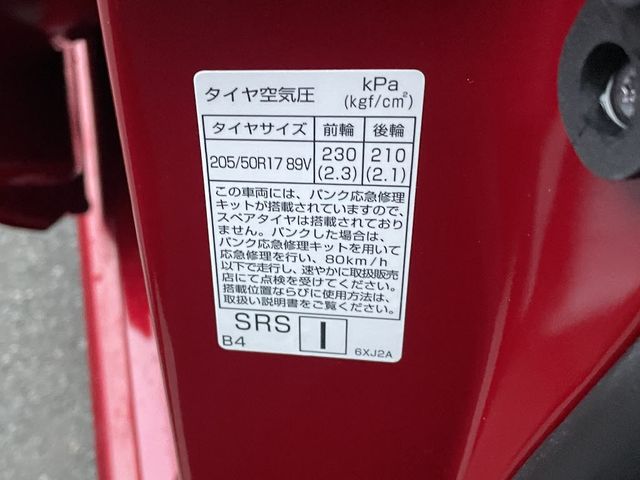 タイヤ空気圧 kPa
(kgf/cm²)
タイヤサイズ 前輪 後輪
205/50R17 89V 230 210
(2.3) (2.1)
この車両には、パンク応急修理
キットが搭載されていますので、
スペアタイヤは搭載されており
ません。パンクした場合は、
パンク応急修理キットを用いて
応急修理を行い、80km/h
以下で走行し、速やかに取扱販売
店にて点検を受けてください。
搭載位置ならびに使用方法は、
取扱い説明書をご覧ください。
SRS I
B4 6XJ2A